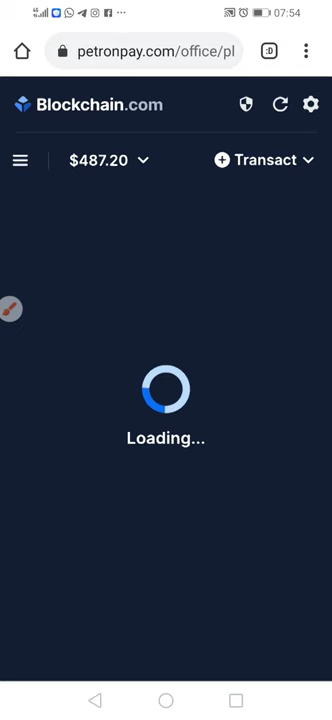 07:54
petronpay.com/office/pl
:D
Blockchain.com
$487.20
Transact
Loading...